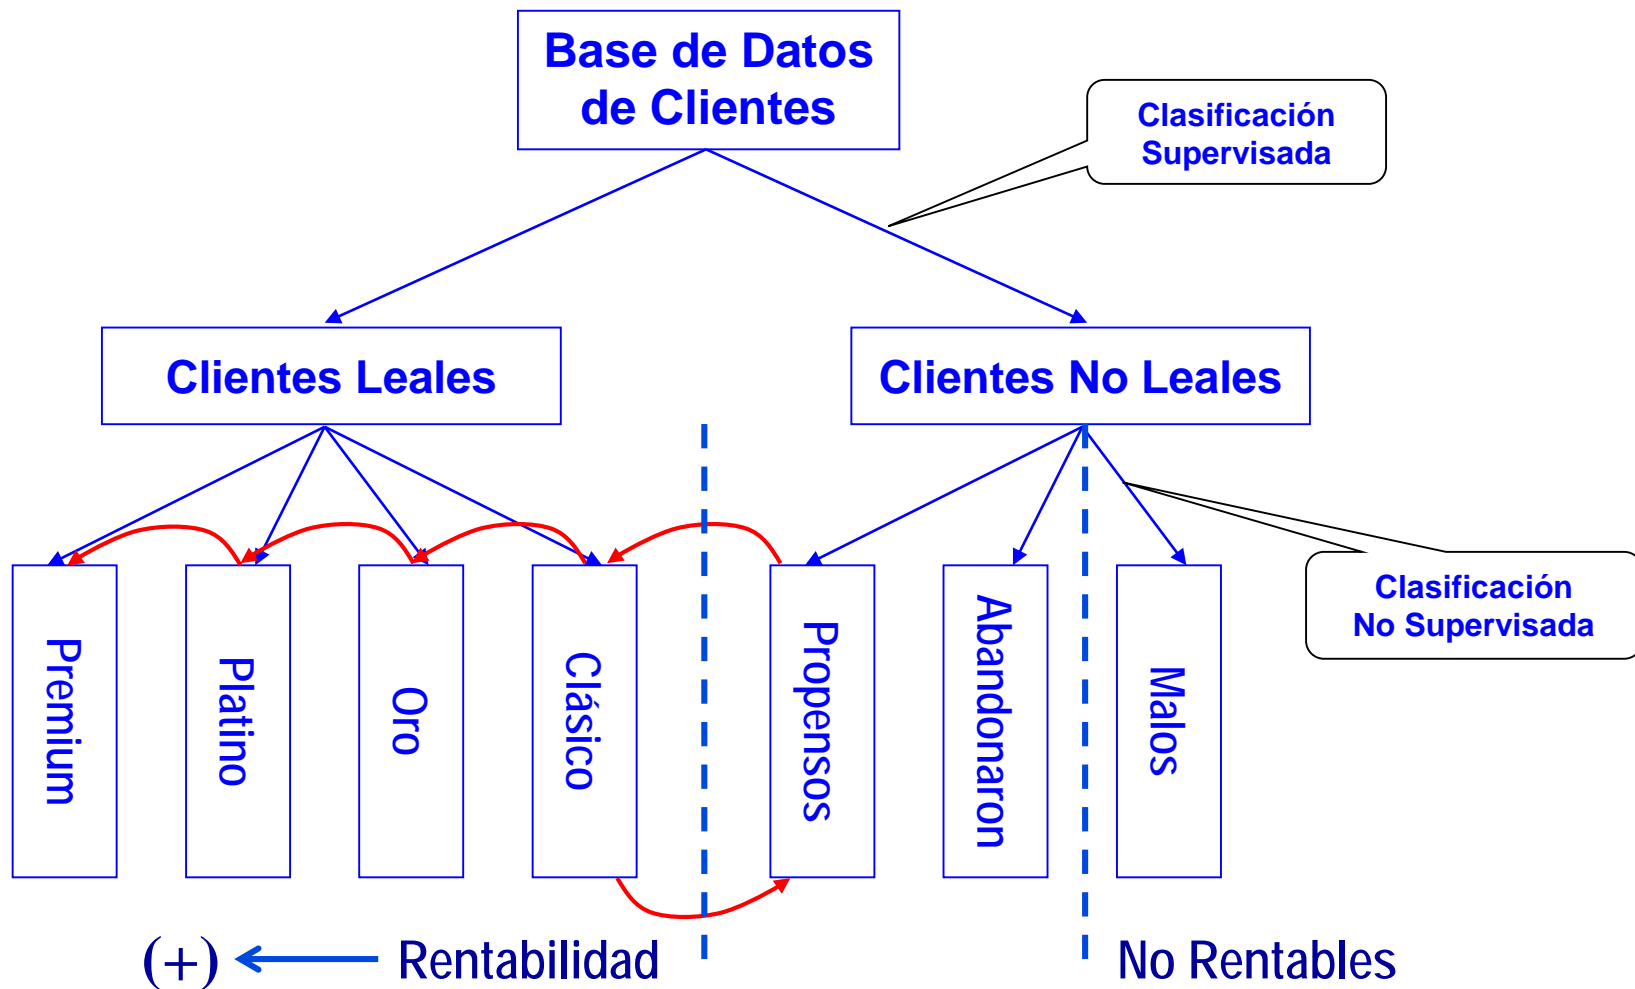 Base de Datos
de Clientes
Clasificación
Supervisada
Clientes Leales
Clientes No Leales
Clasificación
No Supervisada
Premium
Platino
Oro
Clásico
Propensos
Abandonaron
Malos
(+)
Rentabilidad
No Rentables